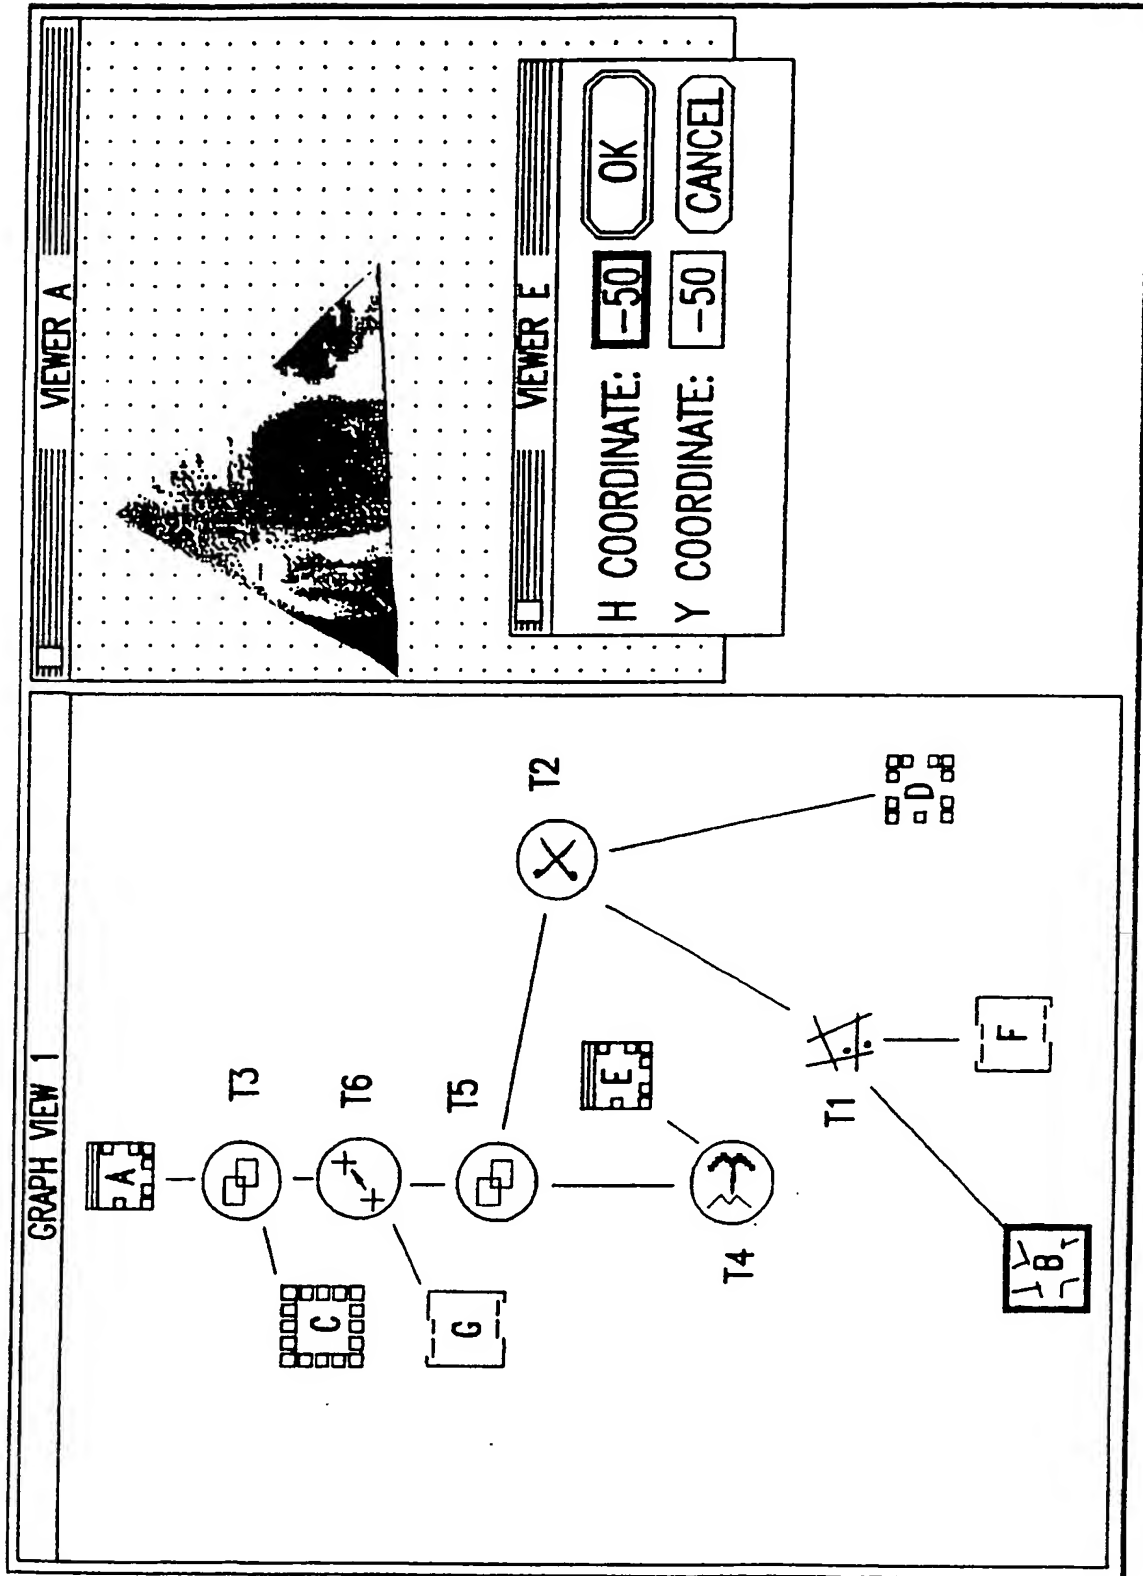 GRAPH VIEW 1
A
T3
C
T6
G
T5
T2
E
T4
T1
D
F
B
VIEWER A
VIEWER E
H COORDINATE: -50 OK
Y COORDINATE: -50 CANCEL